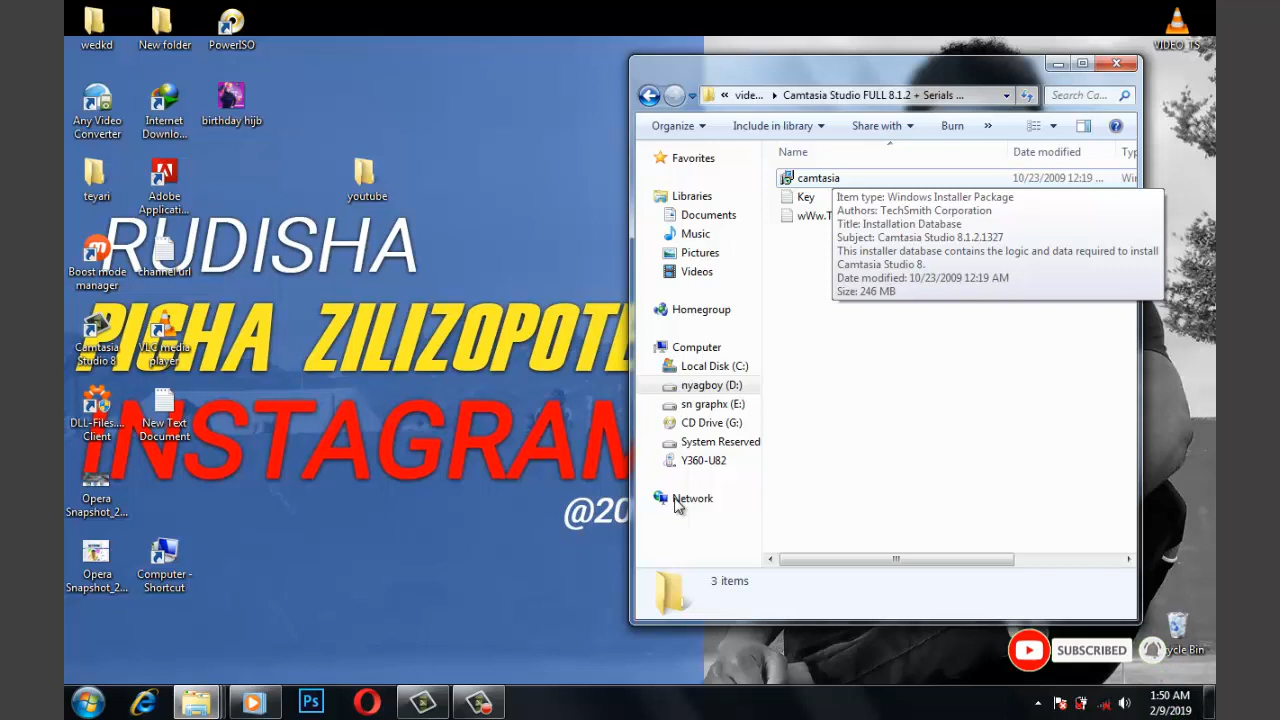 wedkd
New folder
PowerISO
VIDEO_TS
Any Video
Converter
Internet
Downlo...
birthday hijb
teyari
Adobe
Applicati...
youtube
RUDISHA
Boost mode
manager
channel url
PICHA
Camtasia
Studio 8
VLC media
player
DLL-Files....
Client
New Text
Document
INSTAGRAM
Opera
Snapshot_2...
@20
Opera
Snapshot_2...
Computer -
Shortcut
« vide... Camtasia Studio FULL 8.1.2 + Serials ...
Search Ca...
Organize
Include in library
Share with
Burn
»
Favorites
Libraries
Documents
Music
Pictures
Videos
Homegroup
Computer
Local Disk (C:)
nyagboy (D:)
sn graphx (E:)
CD Drive (G:)
System Reserved
Y360-U82
Network
Name
Date modified
Ty
camtasia
10/23/2009 12:19 ...
Wi
Key
wWw.T
Item type: Windows Installer Package
Authors: TechSmith Corporation
Title: Installation Database
Subject: Camtasia Studio 8.1.2.1327
This installer database contains the logic and data required to install
Camtasia Studio 8.
Date modified: 10/23/2009 12:19 AM
Size: 246 MB
3 items
SUBSCRIBED
cycle Bin
Ps
1:50 AM
2/9/2019